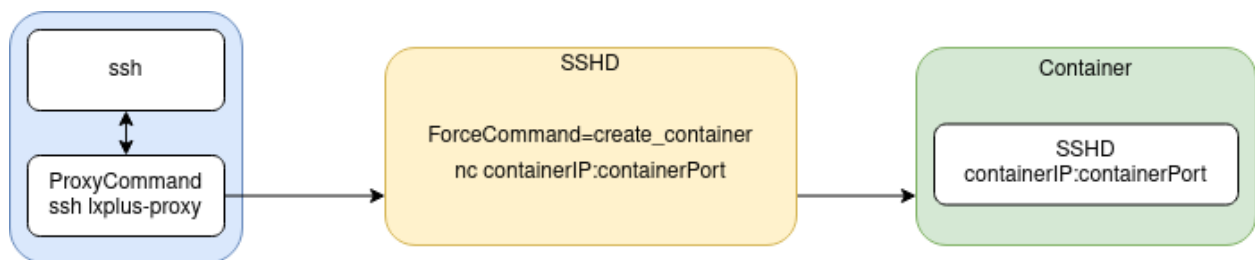 ssh
ProxyCommand
ssh lxplus-proxy
SSHD
ForceCommand=create_container
nc containerIP:containerPort
Container
SSHD
containerIP:containerPort